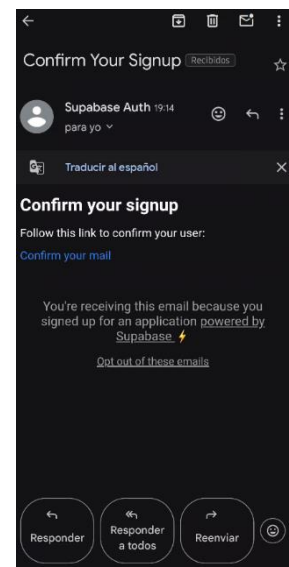 Confirm Your Signup Recibidos
Supabase Auth 19:14
para yo
Traducir al español
Confirm your signup
Follow this link to confirm your user:
Confirm your mail
You're receiving this email because you
signed up for an application powered by
Supabase ⚡
Opt out of these emails
Responder
Responder
a todos
Reenviar